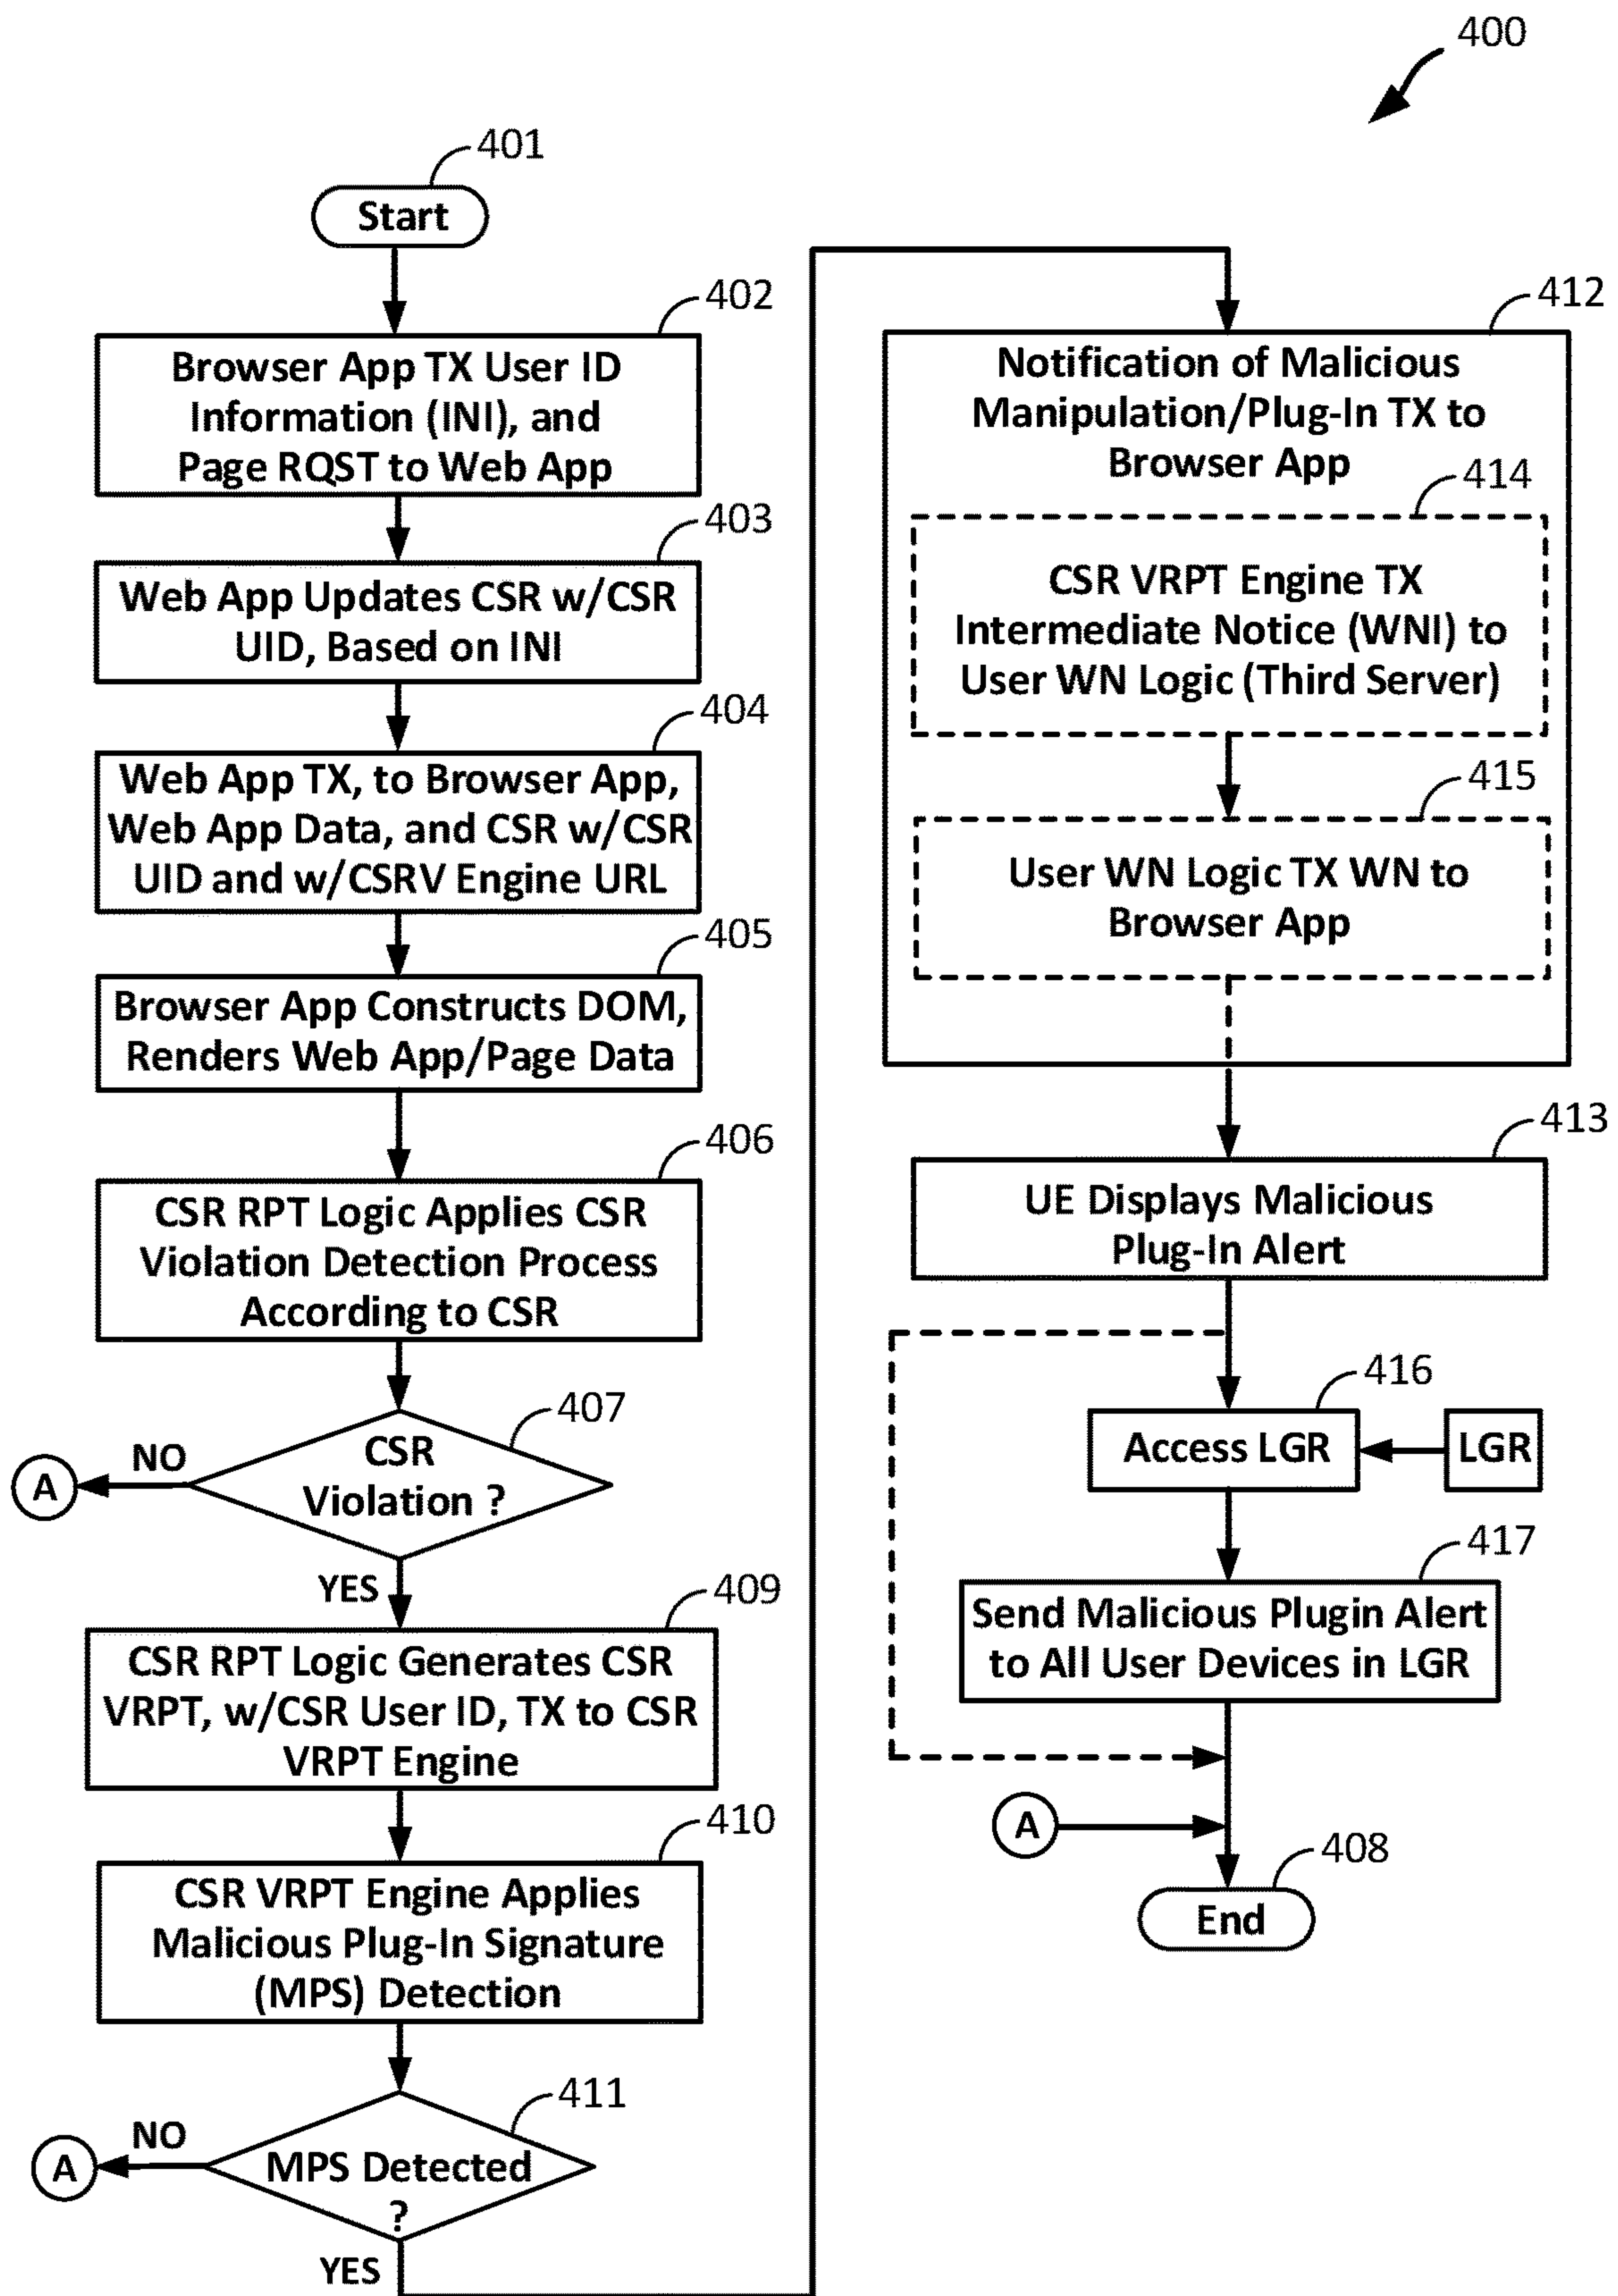 400
401
Start
402
Browser App TX User ID
Information (INI), and
Page RQST to Web App
403
Web App Updates CSR w/CSR
UID, Based on INI
404
Web App TX, to Browser App,
Web App Data, and CSR w/CSR
UID and w/CSRV Engine URL
405
Browser App Constructs DOM,
Renders Web App/Page Data
406
CSR RPT Logic Applies CSR
Violation Detection Process
According to CSR
407
CSR
Violation ?
NO
A
YES
409
CSR RPT Logic Generates CSR
VRPT, w/CSR User ID, TX to CSR
VRPT Engine
410
CSR VRPT Engine Applies
Malicious Plug-In Signature
(MPS) Detection
411
MPS Detected
?
NO
A
YES
412
Notification of Malicious
Manipulation/Plug-In TX to
Browser App
414
CSR VRPT Engine TX
Intermediate Notice (WNI) to
User WN Logic (Third Server)
415
User WN Logic TX WN to
Browser App
413
UE Displays Malicious
Plug-In Alert
416
Access LGR
LGR
417
Send Malicious Plugin Alert
to All User Devices in LGR
A
408
End